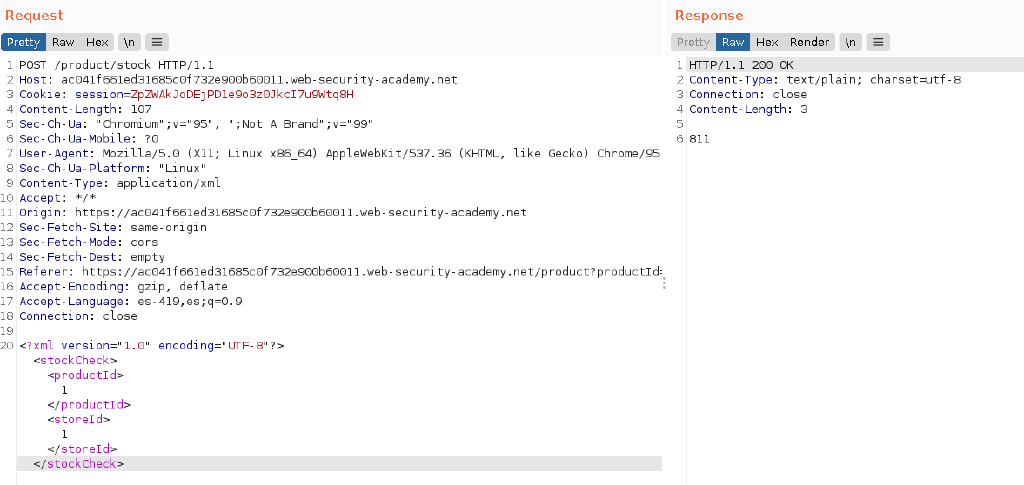 Request
Pretty Raw Hex \n
1 POST /product/stock HTTP/1.1
2 Host: ac041f661ed31685c0f732e900b60011.web-security-academy.net
3 Cookie: session=ZpZWAkJoDEjPD1e9o3z0JkcI7u9Wtq8H
4 Content-Length: 107
5 Sec-Ch-Ua: "Chromium";v="95", ";Not A Brand";v="99"
6 Sec-Ch-Ua-Mobile: ?0
7 User-Agent: Mozilla/5.0 (X11; Linux x86_64) AppleWebKit/537.36 (KHTML, like Gecko) Chrome/95
8 Sec-Ch-Ua-Platform: "Linux"
9 Content-Type: application/xml
10 Accept: */*
11 Origin: https://ac041f661ed31685c0f732e900b60011.web-security-academy.net
12 Sec-Fetch-Site: same-origin
13 Sec-Fetch-Mode: cors
14 Sec-Fetch-Dest: empty
15 Referer: https://ac041f661ed31685c0f732e900b60011.web-security-academy.net/product?productId=
16 Accept-Encoding: gzip, deflate
17 Accept-Language: es-419,es;q=0.9
18 Connection: close
19
20 <?xml version="1.0" encoding="UTF-8"?>
<stockCheck>
<productId>
1
</productId>
<storeId>
1
</storeId>
</stockCheck>
Response
Pretty Raw Hex Render \n
1 HTTP/1.1 200 OK
2 Content-Type: text/plain; charset=utf-8
3 Connection: close
4 Content-Length: 3
5
6 811